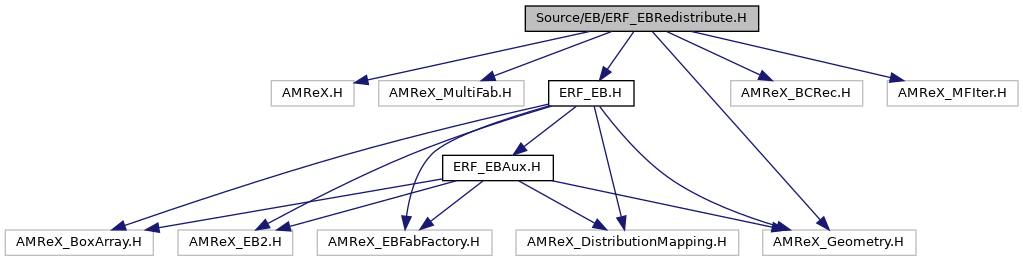 Source/EB/ERF_EBRedistribute.H
AMReX.H
AMReX_MultiFab.H
ERF_EB.H
AMReX_BCRec.H
AMReX_MFIter.H
ERF_EBAux.H
AMReX_BoxArray.H
AMReX_EB2.H
AMReX_EBFabFactory.H
AMReX_DistributionMapping.H
AMReX_Geometry.H